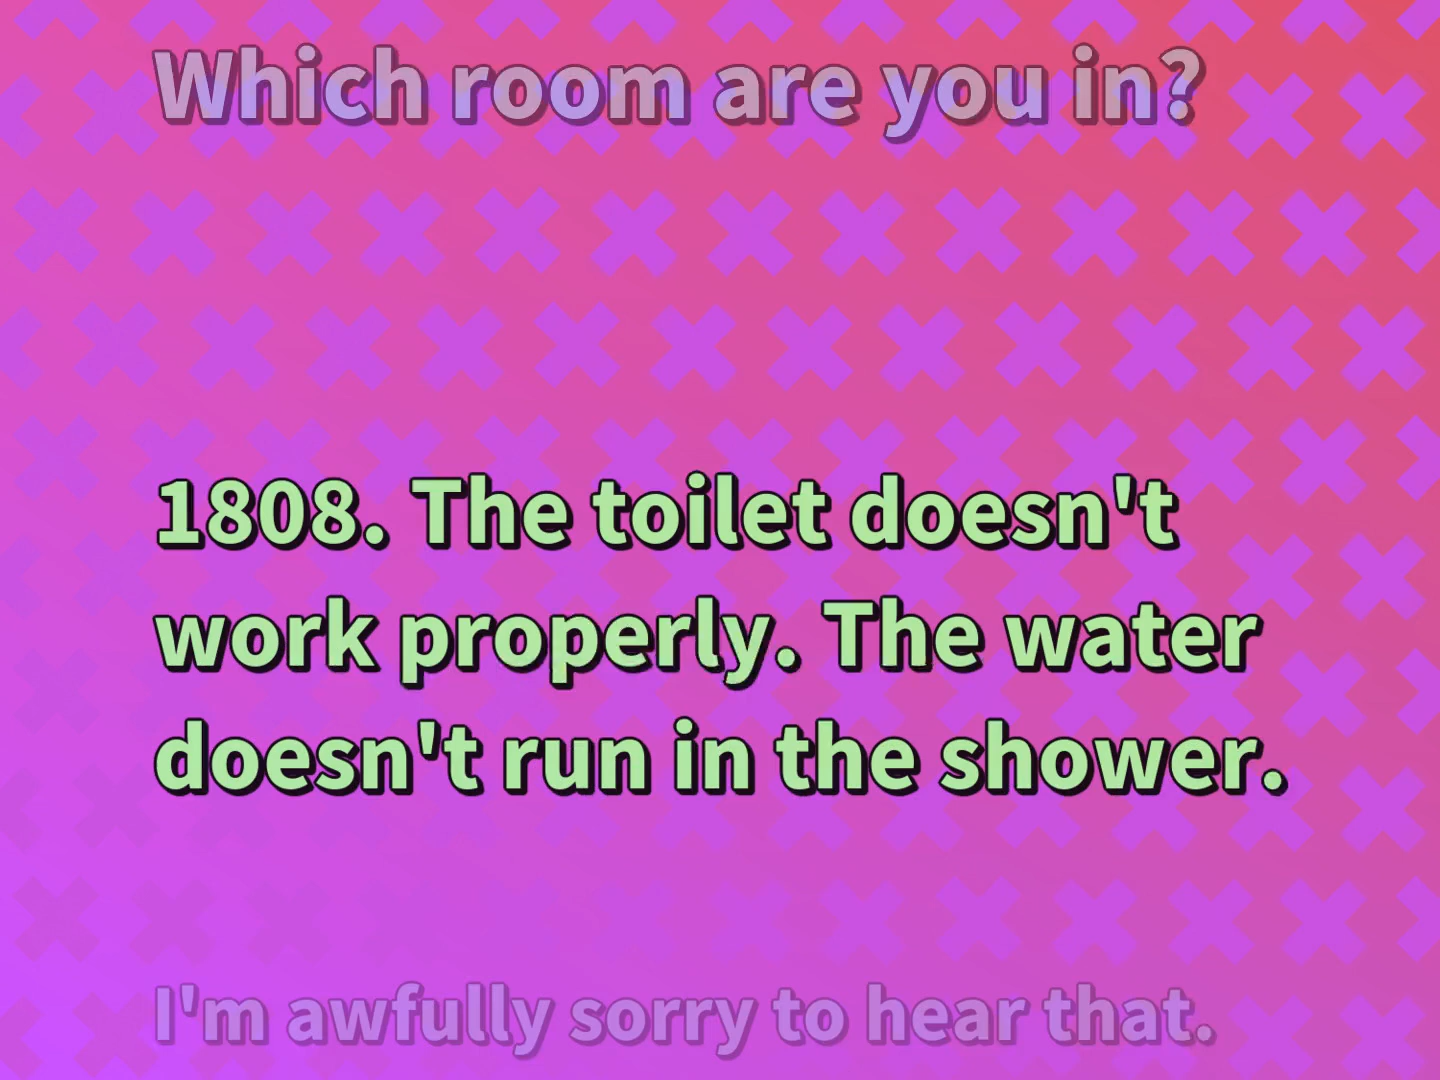 Which room are you in?
1808. The toilet doesn't
work properly. The water
doesn't run in the shower.
I'm awfully sorry to hear that.